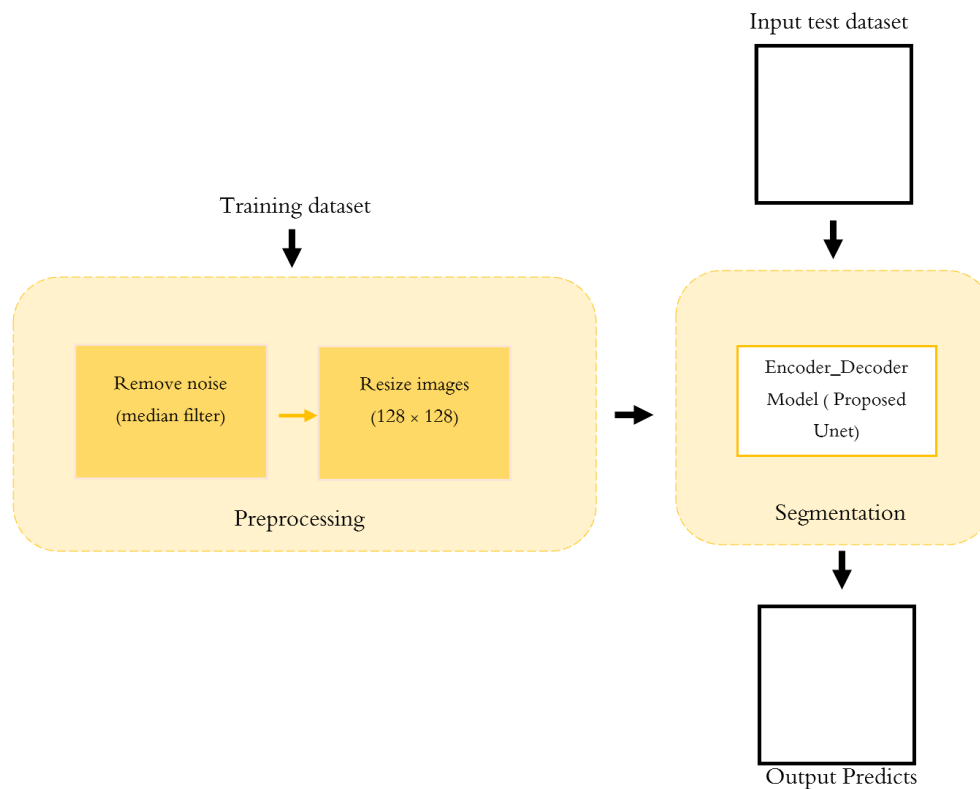 Input test dataset
Training dataset
Remove noise
(median filter)
Resize images
(128 × 128)
Preprocessing
Encoder_Decoder
Model ( Proposed
Unet)
Segmentation
Output Predicts